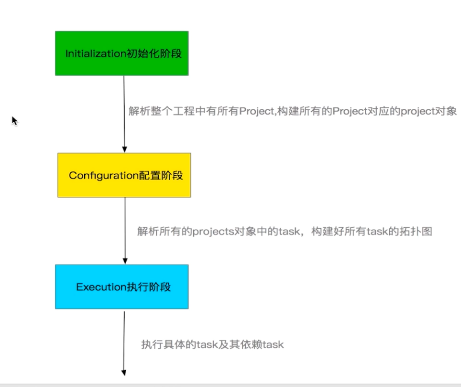 Initialization初始化阶段
解析整个工程中有所有Project,构建所有的Project对应的project对象
Configuration配置阶段
解析所有的projects对象中的task，构建好所有task的拓扑图
Execution执行阶段
执行具体的task及其依赖task